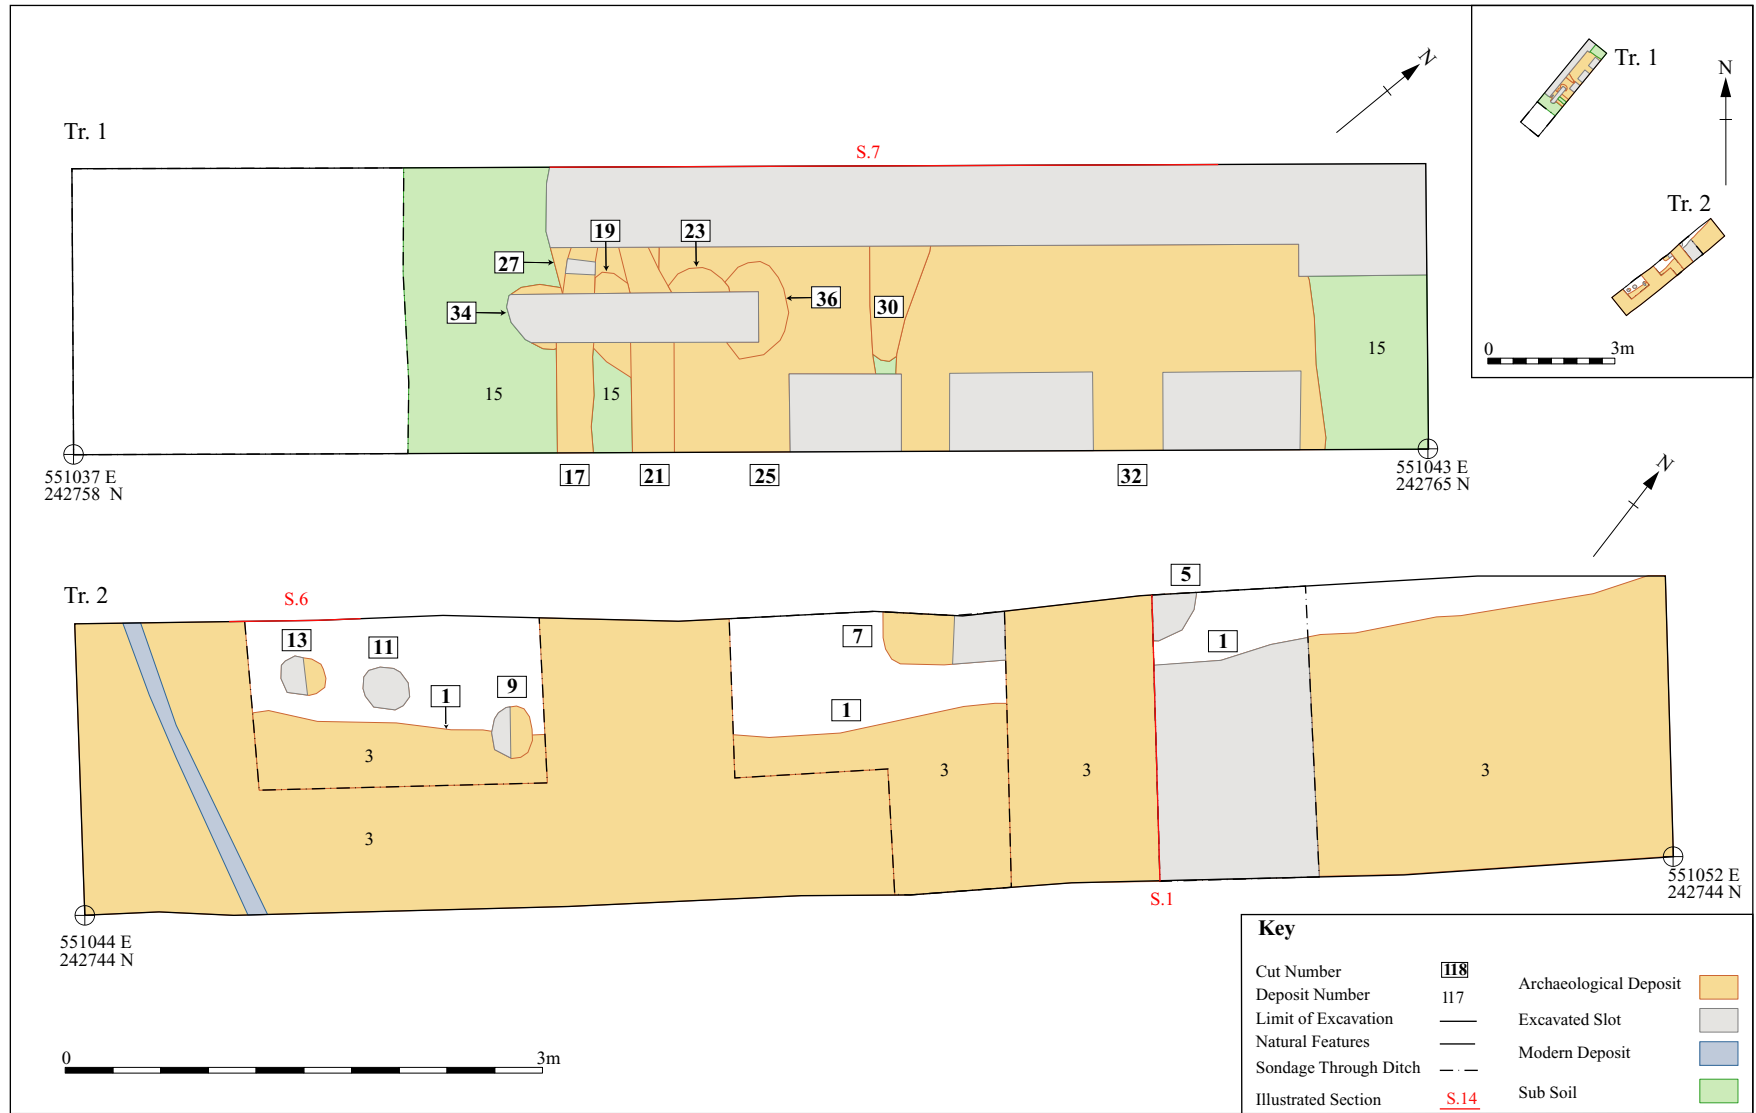 Tr. 1
N
S.7
19
23
27
34
36
30
15
15
15
17
21
25
32
551037 E
242758 N
551043 E
242765 N
Tr. 1
N
Tr. 2
0 3m
N
Tr. 2
S.6
13
11
1
9
3
3
7
1
3
3
5
1
3
S.1
551044 E
242744 N
551052 E
242744 N
0 3m
Key
Cut Number 118
Deposit Number 117
Limit of Excavation
Natural Features
Sondage Through Ditch
Illustrated Section S.14
Archaeological Deposit
Excavated Slot
Modern Deposit
Sub Soil